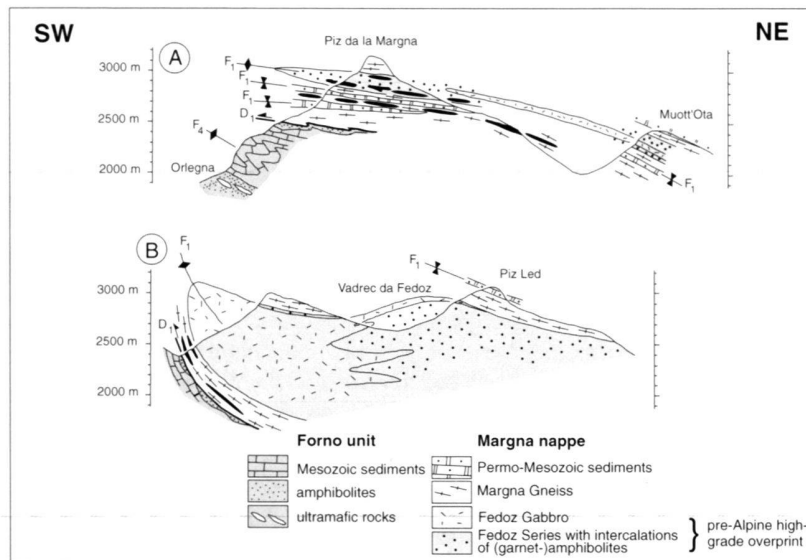 SW
NE
A
Piz da la Margna
3000 m
2500 m
2000 m
F1
F1
F1
D1
F4
Orlegna
Muott'Ota
F1
B
F1
F1
Piz Led
Vadrec da Fedoz
3000 m
D1
2500 m
2000 m
Forno unit
Mesozoic sediments
amphibolites
ultramafic rocks
Margna nappe
Permo-Mesozoic sediments
Margna Gneiss
Fedoz Gabbro
Fedoz Series with intercalations
of (garnet-)amphibolites
} pre-Alpine high-
grade overprint